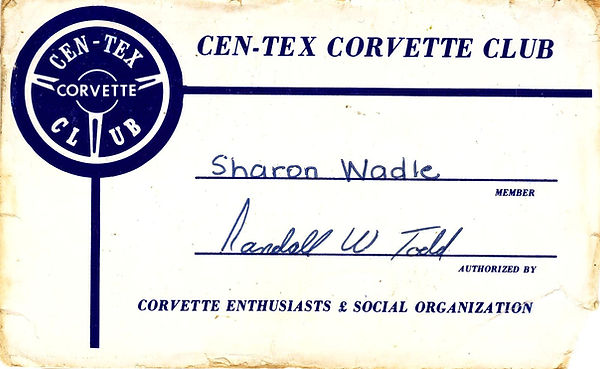 CEN-TEX
CORVETTE
CLUB
CEN-TEX CORVETTE CLUB
Sharon Wadle
MEMBER
Randall W Todd
AUTHORIZED BY
CORVETTE ENTHUSIASTS & SOCIAL ORGANIZATION